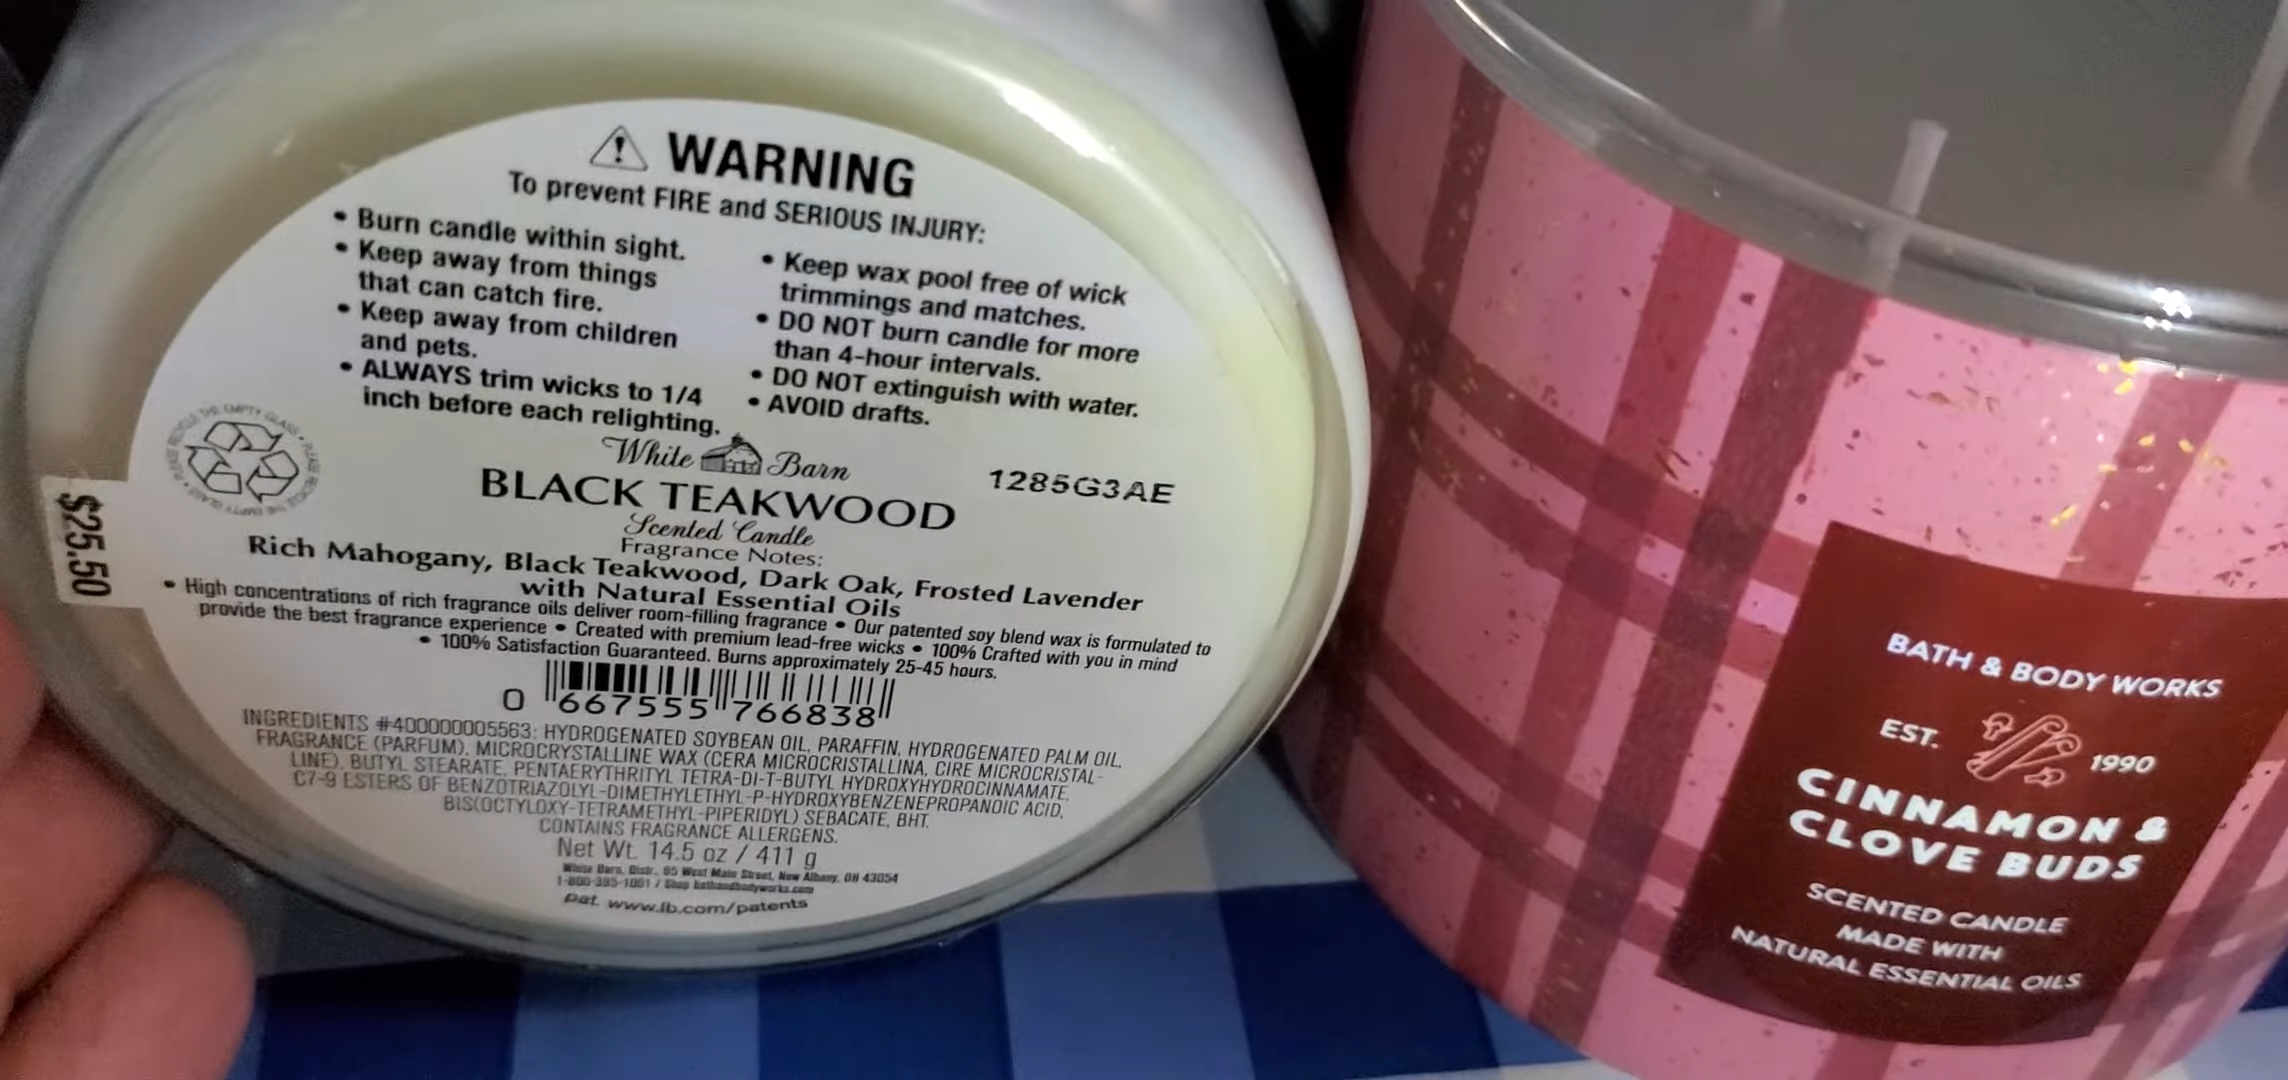 WARNING
To prevent FIRE and SERIOUS INJURY:
• Burn candle within sight.
• Keep away from things
that can catch fire.
• Keep away from children
and pets.
• ALWAYS trim wicks to 1/4
inch before each relighting.
• Keep wax pool free of wick
trimmings and matches.
• DO NOT burn candle for more
than 4-hour intervals.
• DO NOT extinguish with water.
• AVOID drafts.
PLEASE RECYCLE THE EMPTY GLASS •
$25.50
White Barn
1285G3AE
BLACK TEAKWOOD
Scented Candle
Fragrance Notes:
Rich Mahogany, Black Teakwood, Dark Oak, Frosted Lavender
with Natural Essential Oils
• High concentrations of rich fragrance oils deliver room-filling fragrance • Our patented soy blend wax is formulated to
provide the best fragrance experience • Created with premium lead-free wicks • 100% Crafted with you in mind
• 100% Satisfaction Guaranteed. Burns approximately 25-45 hours.
0 667555 766838
INGREDIENTS #4000000005563: HYDROGENATED SOYBEAN OIL, PARAFFIN, HYDROGENATED PALM OIL,
FRAGRANCE (PARFUM), MICROCRYSTALLINE WAX (CERA MICROCRISTALLINA, CIRE MICROCRISTAL-
LINE), BUTYL STEARATE, PENTAERYTHRITYL TETRA-DI-T-BUTYL HYDROXYHYDROCINNAMATE,
C7-9 ESTERS OF BENZOTRIAZOLYL-DIMETHYLETHYL-P-HYDROXYBENZENEPROPANOIC ACID,
BIS(OCTYLOXY-TETRAMETHYL-PIPERIDYL) SEBACATE, BHT.
CONTAINS FRAGRANCE ALLERGENS.
Net Wt. 14.5 oz / 411 g
White Barn, Distr., 95 West Main Street, New Albany, OH 43054
1-800-395-1001 / Shop bathandbodyworks.com
pat. www.lb.com/patents
BATH & BODY WORKS
EST. 1990
CINNAMON &
CLOVE BUDS
SCENTED CANDLE
MADE WITH
NATURAL ESSENTIAL OILS